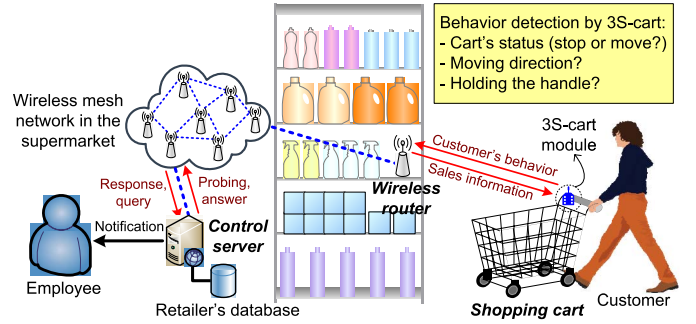 Behavior detection by 3S-cart:
- Cart's status (stop or move?)
- Moving direction?
- Holding the handle?
Wireless mesh
network in the
supermarket
3S-cart
module
Customer's behavior
Sales information
Wireless
router
Response,
query
Probing,
answer
Notification
Control
server
Employee
Retailer's database
Shopping cart
Customer